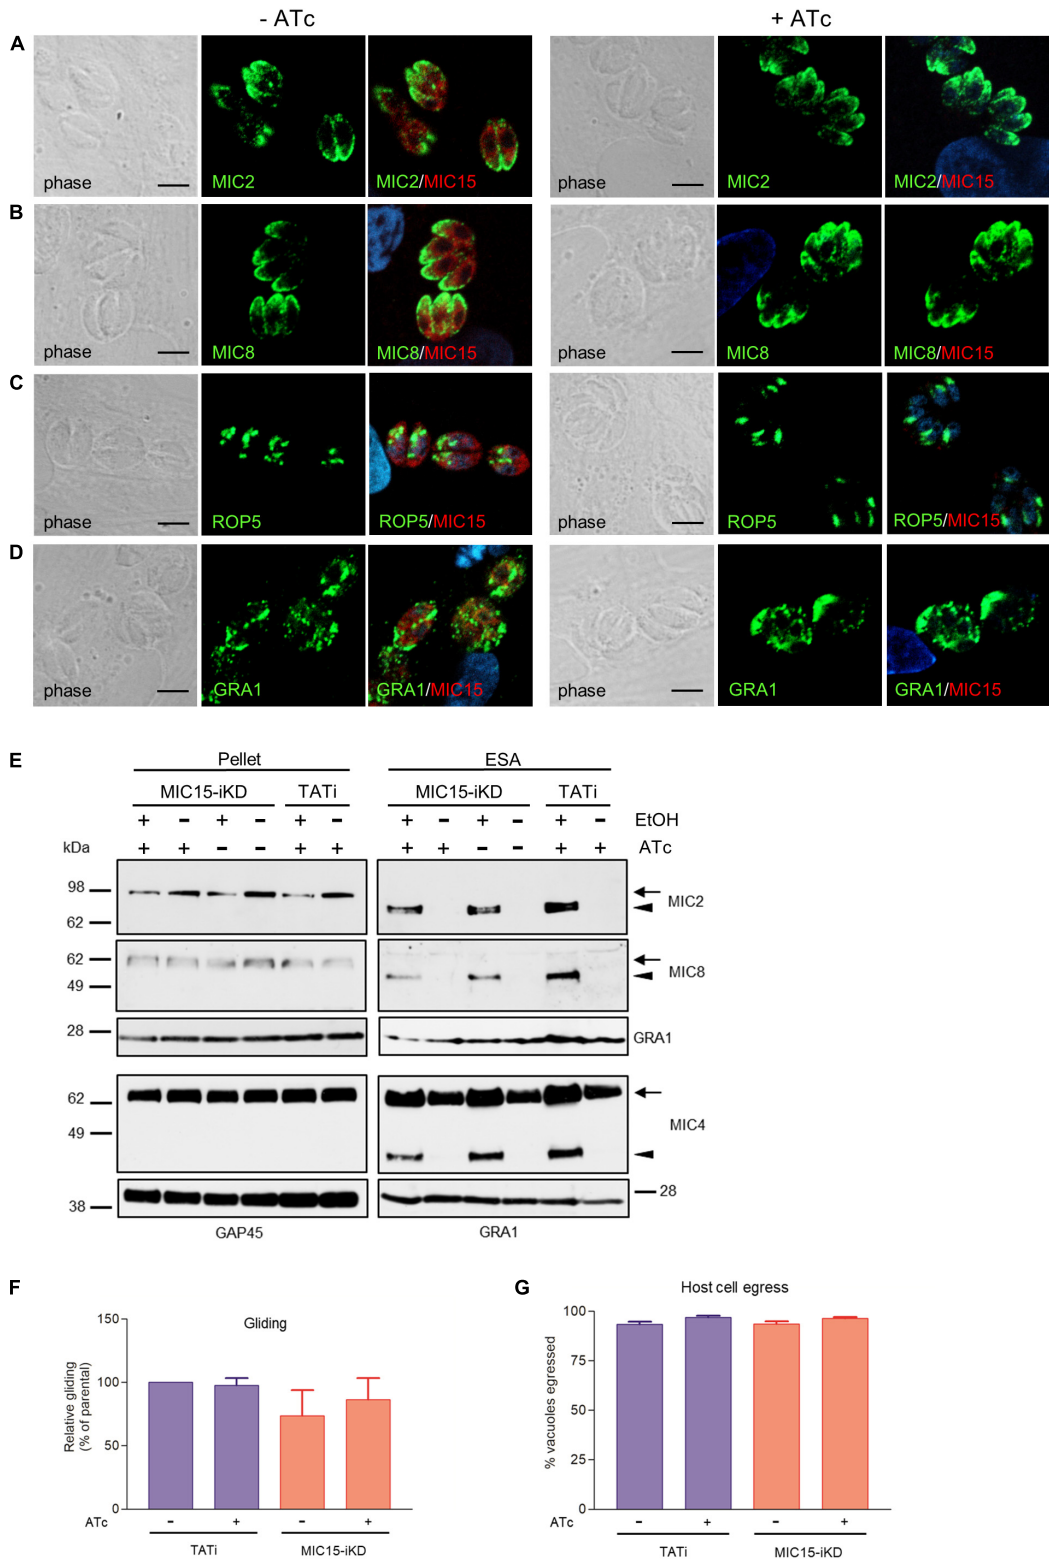 - ATc
+ ATc
A
phase
MIC2
MIC2/MIC15
phase
MIC2
MIC2/MIC15
B
phase
MIC8
MIC8/MIC15
phase
MIC8
MIC8/MIC15
C
phase
ROP5
ROP5/MIC15
phase
ROP5
ROP5/MIC15
D
phase
GRA1
GRA1/MIC15
phase
GRA1
GRA1/MIC15
E
Pellet
ESA
MIC15-iKD
TATi
MIC15-iKD
TATi
+ - + - + -
+ - + - + -
EtOH
kDa
+ + - - + +
+ + - - + +
ATc
98
62
MIC2
62
49
MIC8
28
GRA1
62
49
MIC4
38
28
GAP45
GRA1
F
Gliding
Relative gliding
(% of parental)
150
100
50
0
ATc
- + - +
TATi
MIC15-iKD
G
Host cell egress
% vacuoles egressed
100
75
50
25
0
ATc
- + - +
TATi
MIC15-iKD